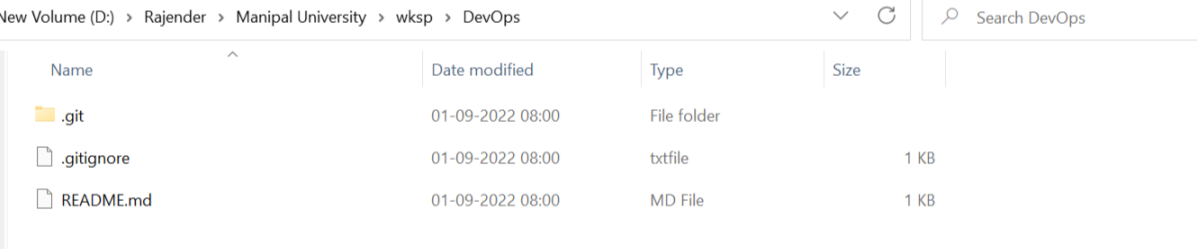 New Volume (D:) > Rajender > Manipal University > wksp > DevOps Search DevOps
Name Date modified Type Size
.git 01-09-2022 08:00 File folder
.gitignore 01-09-2022 08:00 txtfile 1 KB
README.md 01-09-2022 08:00 MD File 1 KB